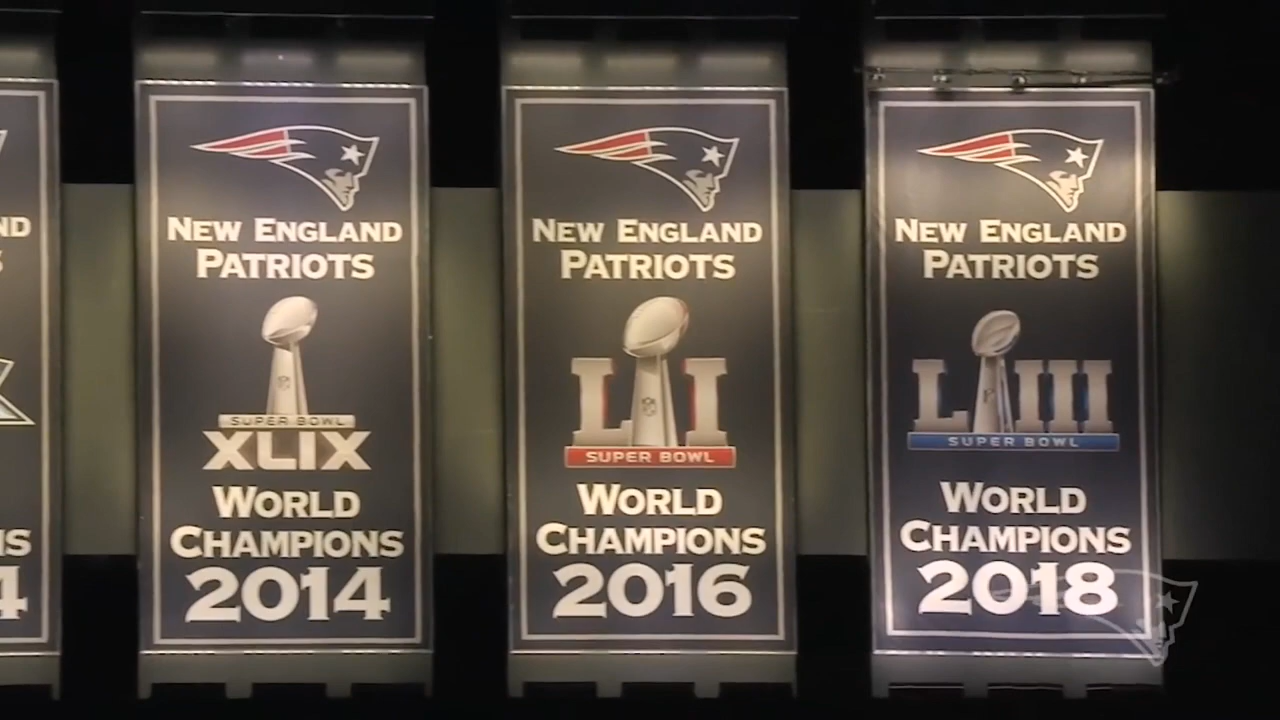 NEW ENGLAND
PATRIOTS
SUPER BOWL
XLIX
WORLD
CHAMPIONS
2014
NEW ENGLAND
PATRIOTS
LI
SUPER BOWL
WORLD
CHAMPIONS
2016
NEW ENGLAND
PATRIOTS
LIII
SUPER BOWL
WORLD
CHAMPIONS
2018